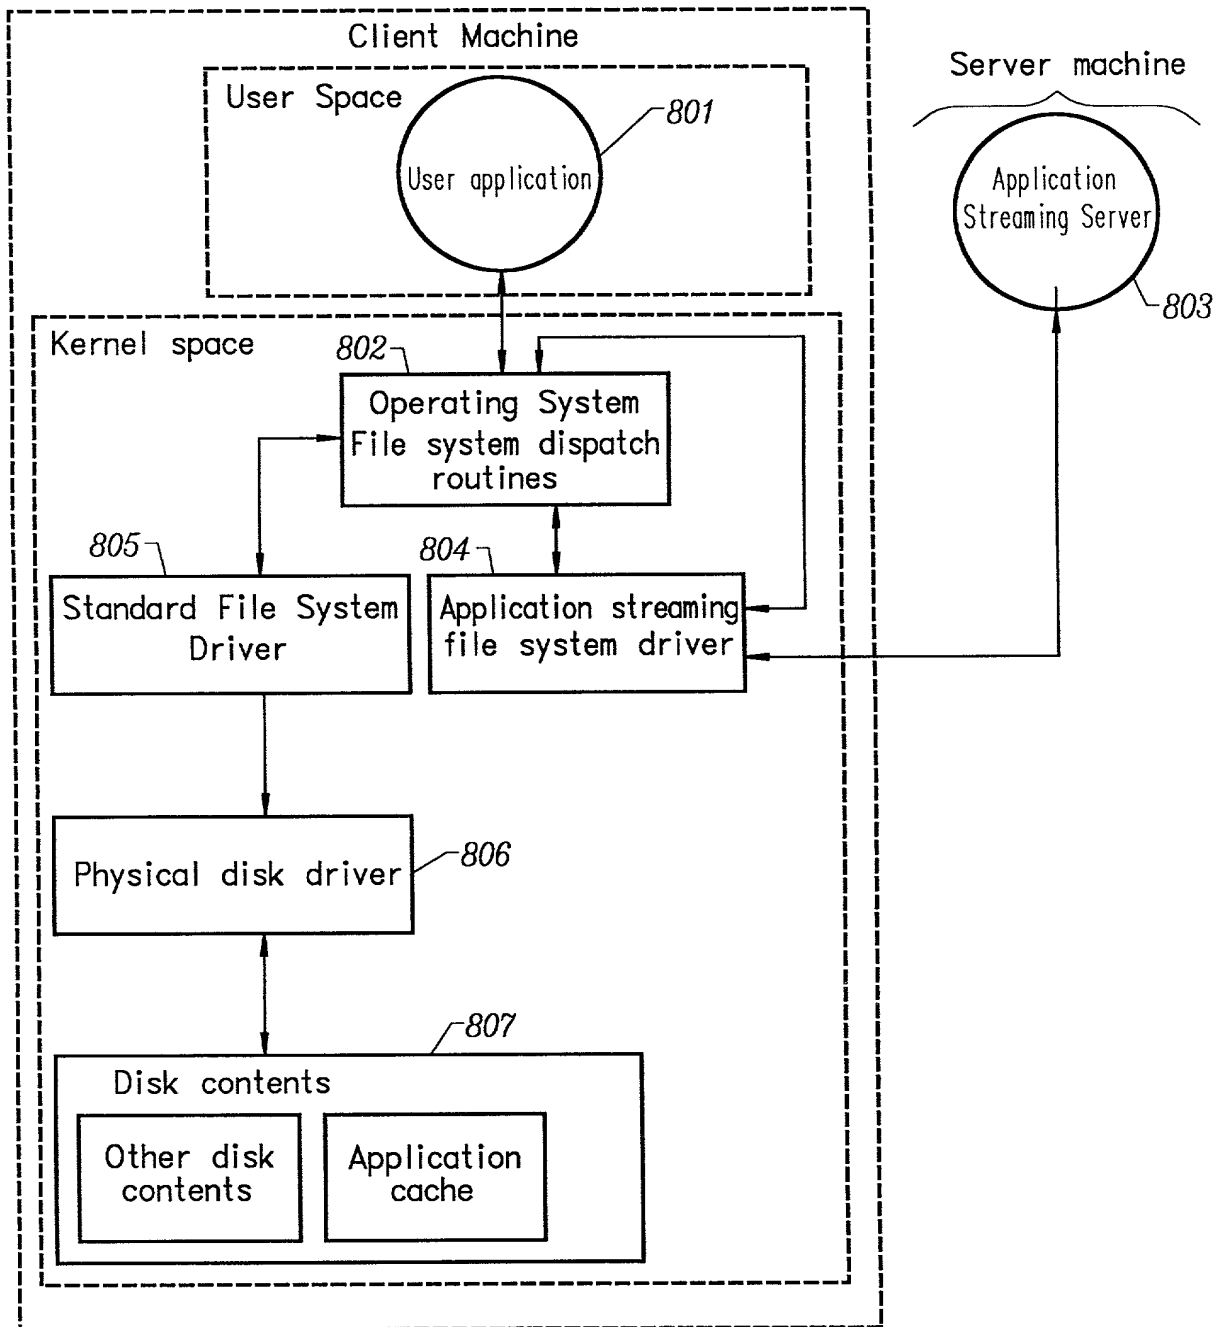 Client Machine
Server machine
User Space
801
User application
Application
Streaming Server
803
Kernel space
802
Operating System
File system dispatch
routines
805
804
Standard File System
Driver
Application streaming
file system driver
Physical disk driver
806
807
Disk contents
Other disk
contents
Application
cache